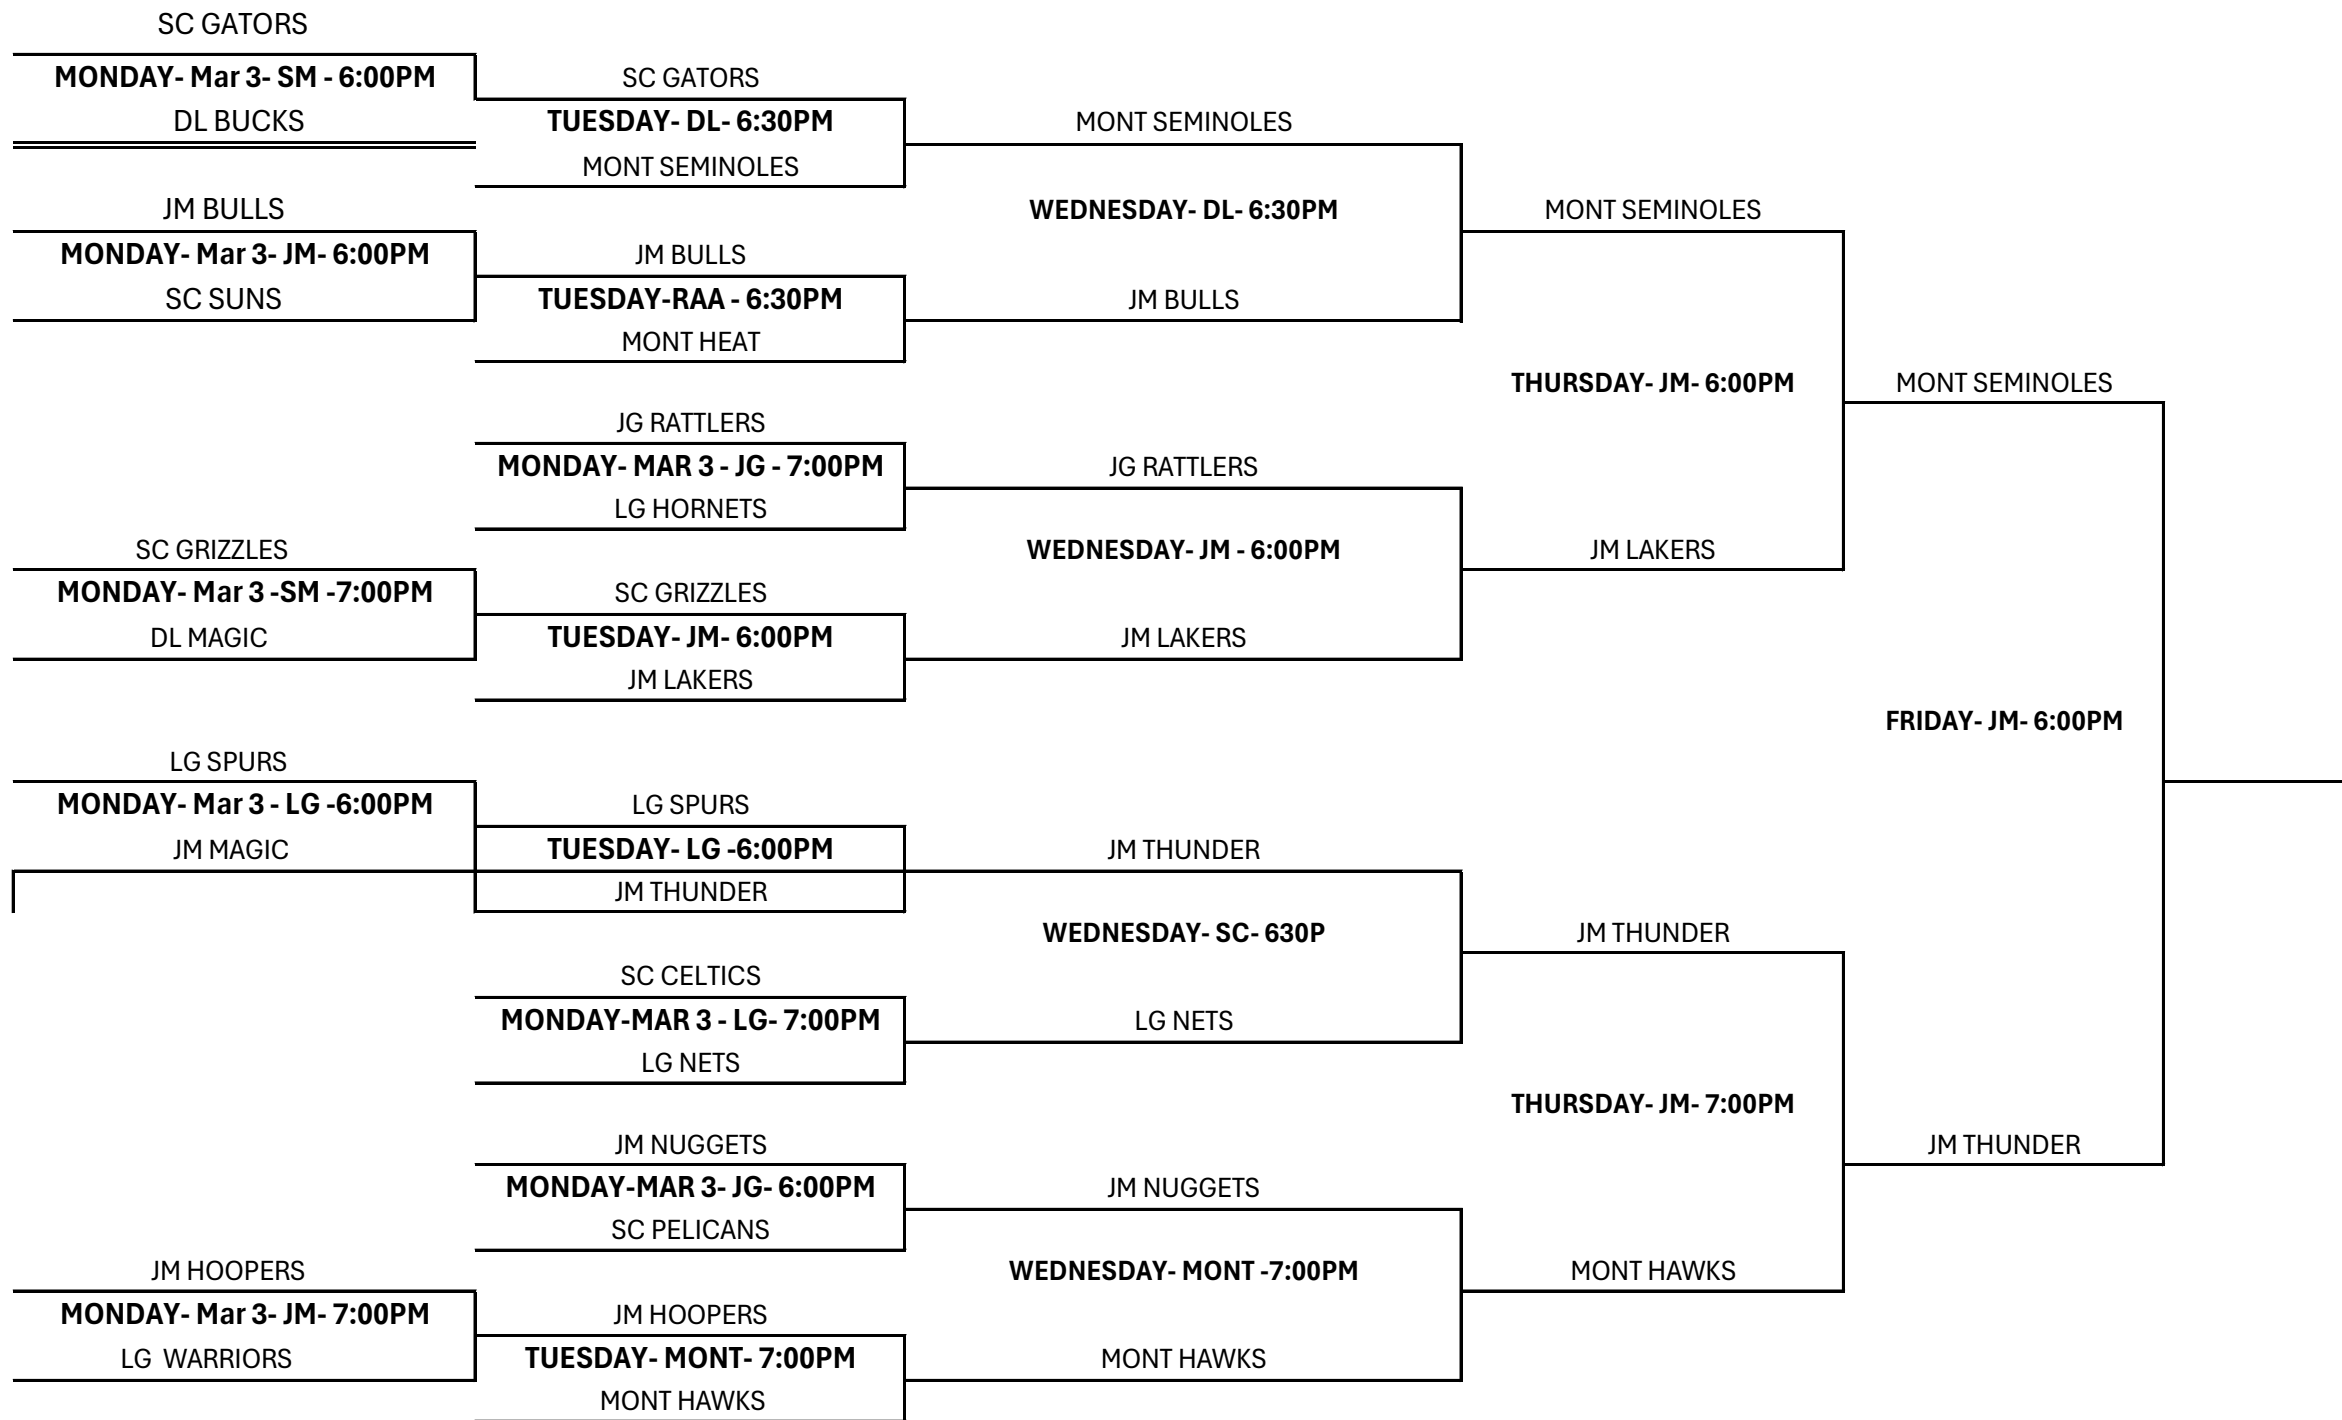 SC GATORS
MONDAY- Mar 3- SM - 6:00PM
DL BUCKS
JM BULLS
MONDAY- Mar 3- JM- 6:00PM
SC SUNS
SC GRIZZLES
MONDAY- Mar 3 -SM -7:00PM
DL MAGIC
LG SPURS
MONDAY- Mar 3 - LG -6:00PM
JM MAGIC
JM HOOPERS
MONDAY- Mar 3- JM- 7:00PM
LG WARRIORS
SC GATORS
TUESDAY- DL- 6:30PM
MONT SEMINOLES
JM BULLS
TUESDAY-RAA - 6:30PM
MONT HEAT
JG RATTLERS
MONDAY- MAR 3 - JG - 7:00PM
LG HORNETS
SC GRIZZLES
TUESDAY- JM- 6:00PM
JM LAKERS
LG SPURS
TUESDAY- LG -6:00PM
JM THUNDER
SC CELTICS
MONDAY-MAR 3 - LG- 7:00PM
LG NETS
JM NUGGETS
MONDAY-MAR 3- JG- 6:00PM
SC PELICANS
JM HOOPERS
TUESDAY- MONT- 7:00PM
MONT HAWKS
MONT SEMINOLES
WEDNESDAY- DL- 6:30PM
JM BULLS
JG RATTLERS
WEDNESDAY- JM - 6:00PM
JM LAKERS
JM THUNDER
WEDNESDAY- SC- 630P
LG NETS
JM NUGGETS
WEDNESDAY- MONT -7:00PM
MONT HAWKS
MONT SEMINOLES
THURSDAY- JM- 6:00PM
JM LAKERS
JM THUNDER
THURSDAY- JM- 7:00PM
MONT HAWKS
MONT SEMINOLES
FRIDAY- JM- 6:00PM
JM THUNDER